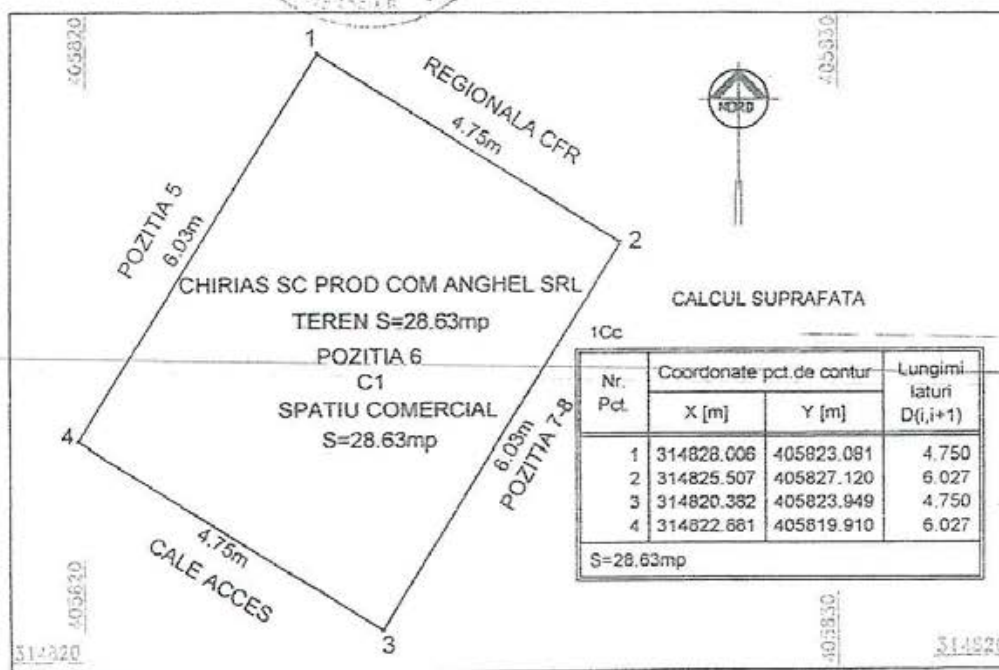 405820
405830
1
REGIONALA CFR
4.75m
NORD
POZITIA 5
6.03m
2
CHIRIAS SC PROD COM ANGHEL SRL
TEREN S=28.63mp
POZITIA 6
C1
SPATIU COMERCIAL
S=28.63mp
6.03m
POZITIA 7-8
4
4.75m
CALE ACCES
3
CALCUL SUPRAFATA
1Cc
Nr. Pct. Coordonate pct.de contur Lungimi laturi D(i,i+1)
X [m] Y [m]
1 314828.006 405823.081 4.750
2 314825.507 405827.120 6.027
3 314820.382 405823.949 4.750
4 314822.881 405819.910 6.027
S=28.63mp
405830
314820